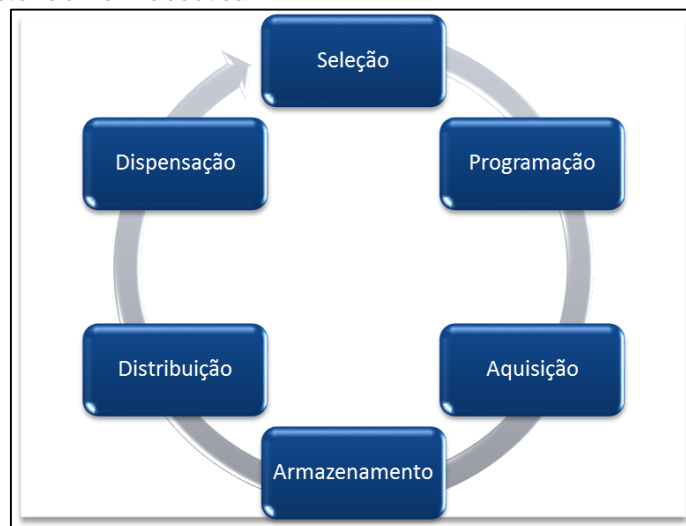 Seleção
Programação
Aquisição
Armazenamento
Distribuição
Dispensação